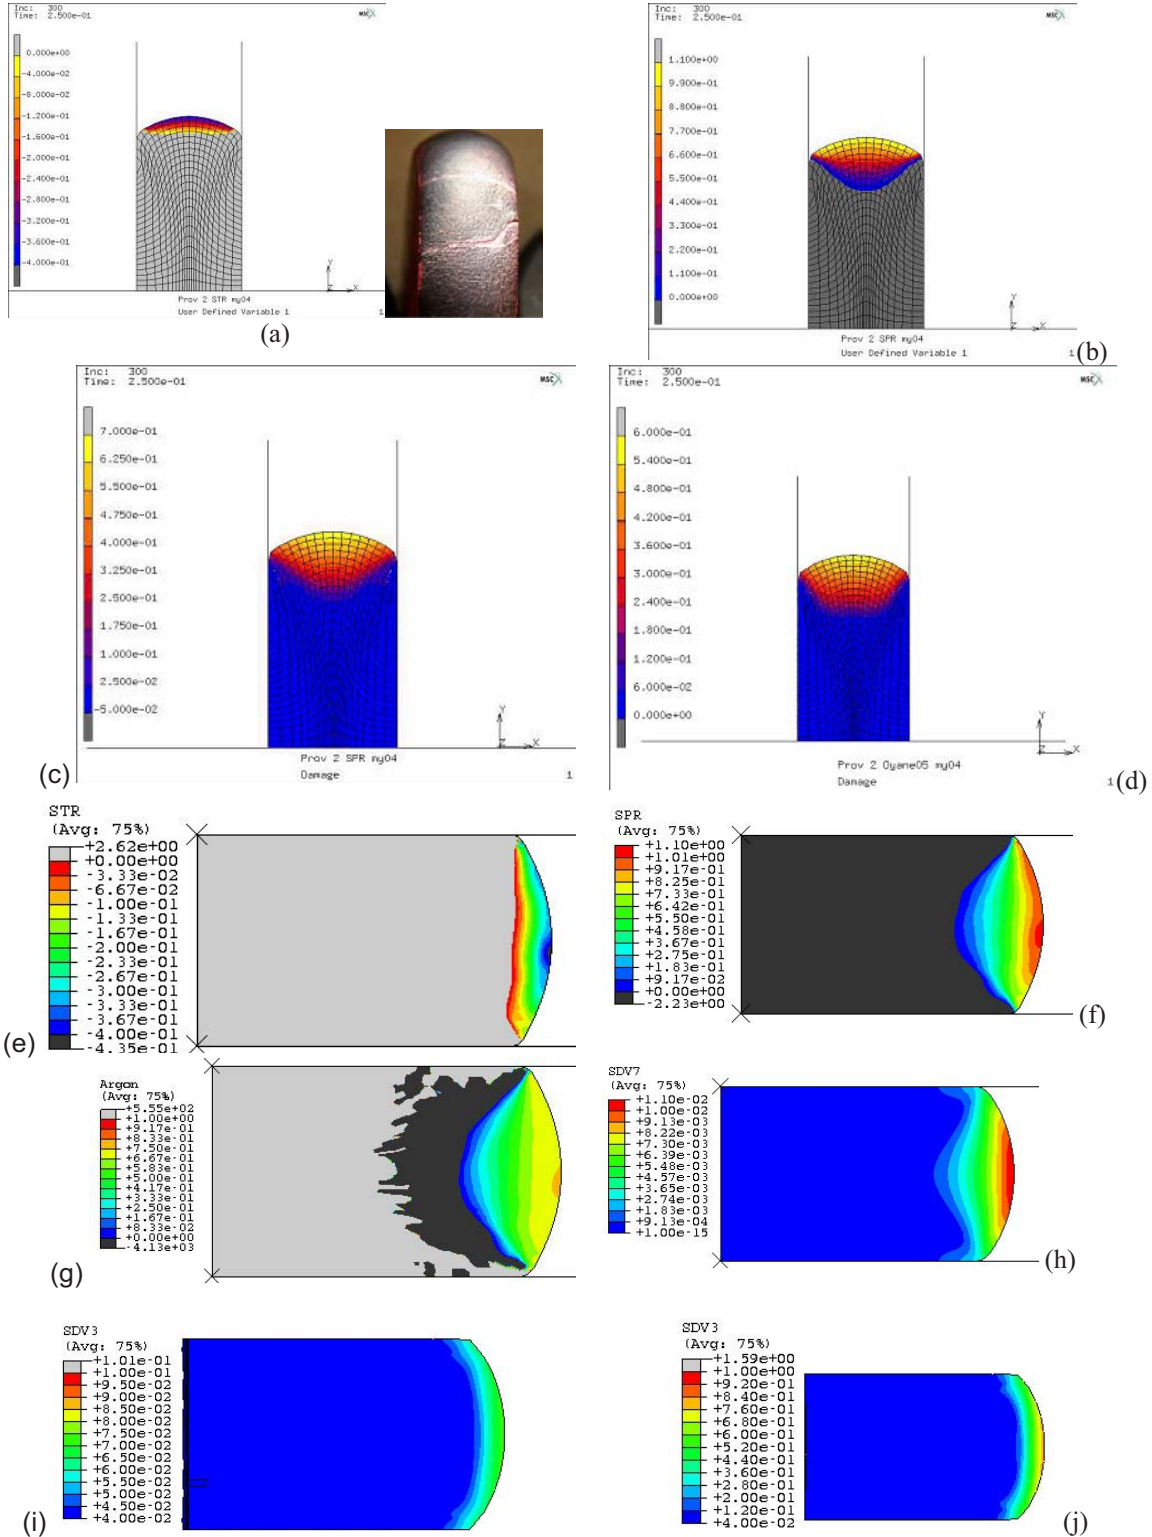 Inc: 300
Time: 2.500e-01
MSC
0.000e+00
-4.000e-02
-8.000e-02
-1.200e-01
-1.600e-01
-2.000e-01
-2.400e-01
-2.800e-01
-3.200e-01
-3.600e-01
-4.000e-01
Y
Z X
Prov 2 STR my04
User Defined Variable 1
1
(a)
Inc: 300
Time: 2.500e-01
MSC
1.100e+00
9.900e-01
8.800e-01
7.700e-01
6.600e-01
5.500e-01
4.400e-01
3.300e-01
2.200e-01
1.100e-01
0.000e+00
Y
Z X
Prov 2 SPR my04
User Defined Variable 1
1
(b)
Inc: 300
Time: 2.500e-01
MSC
7.000e-01
6.250e-01
5.500e-01
4.750e-01
4.000e-01
3.250e-01
2.500e-01
1.750e-01
1.000e-01
2.500e-02
-5.000e-02
Y
Z X
Prov 2 SPR my04
Damage
1
(c)
Inc: 300
Time: 2.500e-01
MSC
6.000e-01
5.400e-01
4.800e-01
4.200e-01
3.600e-01
3.000e-01
2.400e-01
1.800e-01
1.200e-01
6.000e-02
0.000e+00
Y
Z X
Prov 2 Oyane05 my04
Damage
1
(d)
STR
(Avg: 75%)
+2.62e+00
+0.00e+00
-3.33e-02
-6.67e-02
-1.00e-01
-1.33e-01
-1.67e-01
-2.00e-01
-2.33e-01
-2.67e-01
-3.00e-01
-3.33e-01
-3.67e-01
-4.00e-01
-4.35e-01
(e)
SPR
(Avg: 75%)
+1.10e+00
+1.01e+00
+9.17e-01
+8.25e-01
+7.33e-01
+6.42e-01
+5.50e-01
+4.58e-01
+3.67e-01
+2.75e-01
+1.83e-01
+9.17e-02
+0.00e+00
-2.23e+00
(f)
Argon
(Avg: 75%)
+5.55e+02
+1.00e+00
+9.17e-01
+8.33e-01
+7.50e-01
+6.67e-01
+5.83e-01
+5.00e-01
+4.17e-01
+3.33e-01
+2.50e-01
+1.67e-01
+8.33e-02
+0.00e+00
-4.13e+03
(g)
SDV7
(Avg: 75%)
+1.10e-02
+1.00e-02
+9.13e-03
+8.22e-03
+7.30e-03
+6.39e-03
+5.48e-03
+4.57e-03
+3.65e-03
+2.74e-03
+1.83e-03
+9.13e-04
+1.00e-15
(h)
SDV3
(Avg: 75%)
+1.01e-01
+1.00e-01
+9.50e-02
+9.00e-02
+8.50e-02
+8.00e-02
+7.50e-02
+7.00e-02
+6.50e-02
+6.00e-02
+5.50e-02
+5.00e-02
+4.50e-02
+4.00e-02
(i)
SDV3
(Avg: 75%)
+1.59e+00
+1.00e+00
+9.20e-01
+8.40e-01
+7.60e-01
+6.80e-01
+6.00e-01
+5.20e-01
+4.40e-01
+3.60e-01
+2.80e-01
+2.00e-01
+1.20e-01
+4.00e-02
(j)